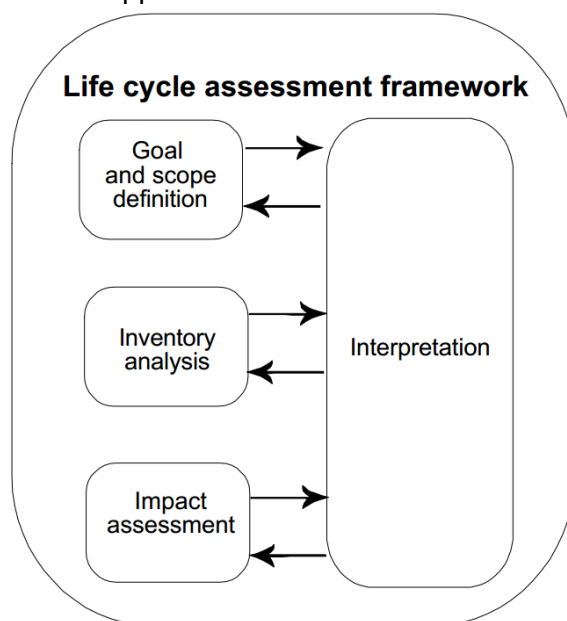 Life cycle assessment framework
Goal
and scope
definition
Inventory
analysis
Interpretation
Impact
assessment